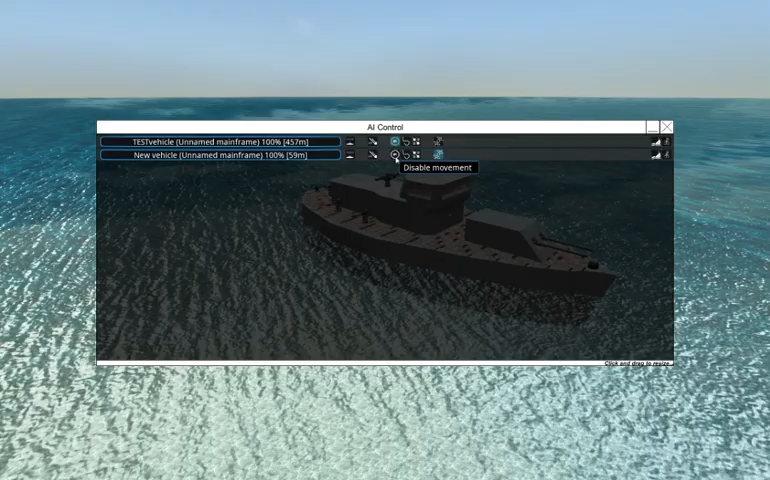 AI Control
TESTvehicle (Unnamed mainframe) 100% [457m]
New vehicle (Unnamed mainframe) 100% [59m]
Disable movement
Click and drag to resize